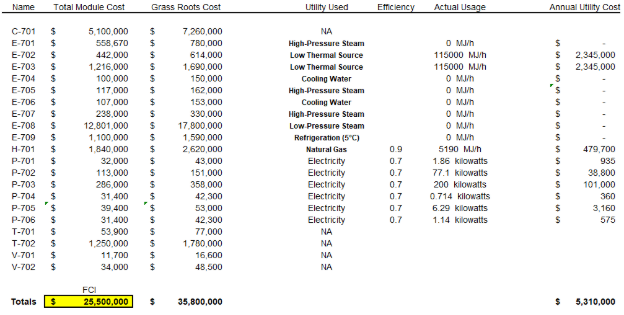 Name Total Module Cost Grass Roots Cost Utility Used Efficiency Actual Usage Annual Utility Cost
C-701 $ 5,100,000 $ 7,260,000 NA
E-701 $ 558,670 $ 780,000 High-Pressure Steam 0 MJ/h $ -
E-702 $ 442,000 $ 614,000 Low Thermal Source 115000 MJ/h $ 2,345,000
E-703 $ 1,216,000 $ 1,690,000 Low Thermal Source 115000 MJ/h $ 2,345,000
E-704 $ 100,000 $ 150,000 Cooling Water 0 MJ/h $ -
E-705 $ 117,000 $ 162,000 High-Pressure Steam 0 MJ/h $ -
E-706 $ 107,000 $ 153,000 Cooling Water 0 MJ/h $ -
E-707 $ 238,000 $ 330,000 High-Pressure Steam 0 MJ/h $ -
E-708 $ 12,801,000 $ 17,800,000 Low-Pressure Steam 0 MJ/h $ -
E-709 $ 1,100,000 $ 1,590,000 Refrigeration (5°C) 0 MJ/h $ -
H-701 $ 1,840,000 $ 2,620,000 Natural Gas 0.9 5190 MJ/h $ 479,700
P-701 $ 32,000 $ 43,000 Electricity 0.7 1.86 kilowatts $ 935
P-702 $ 113,000 $ 151,000 Electricity 0.7 77.1 kilowatts $ 38,800
P-703 $ 286,000 $ 358,000 Electricity 0.7 200 kilowatts $ 101,000
P-704 $ 31,400 $ 42,300 Electricity 0.7 0.714 kilowatts $ 360
P-705 $ 39,400 $ 53,000 Electricity 0.7 6.29 kilowatts $ 3,160
P-706 $ 31,400 $ 42,300 Electricity 0.7 1.14 kilowatts $ 575
T-701 $ 53,900 $ 77,000 NA
T-702 $ 1,250,000 $ 1,780,000 NA
V-701 $ 11,700 $ 16,600 NA
V-702 $ 34,000 $ 48,500 NA
FCI
Totals $ 25,500,000 $ 35,800,000 $ 5,310,000